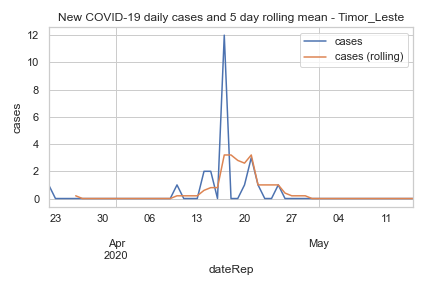 New COVID-19 daily cases and 5 day rolling mean - Timor_Leste
cases
cases (rolling)
cases
12
10
8
6
4
2
0
23 30 06 13 20 27 04 11
Apr May
2020
dateRep